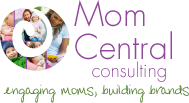 Mom
Central
consulting
engaging moms, building brands